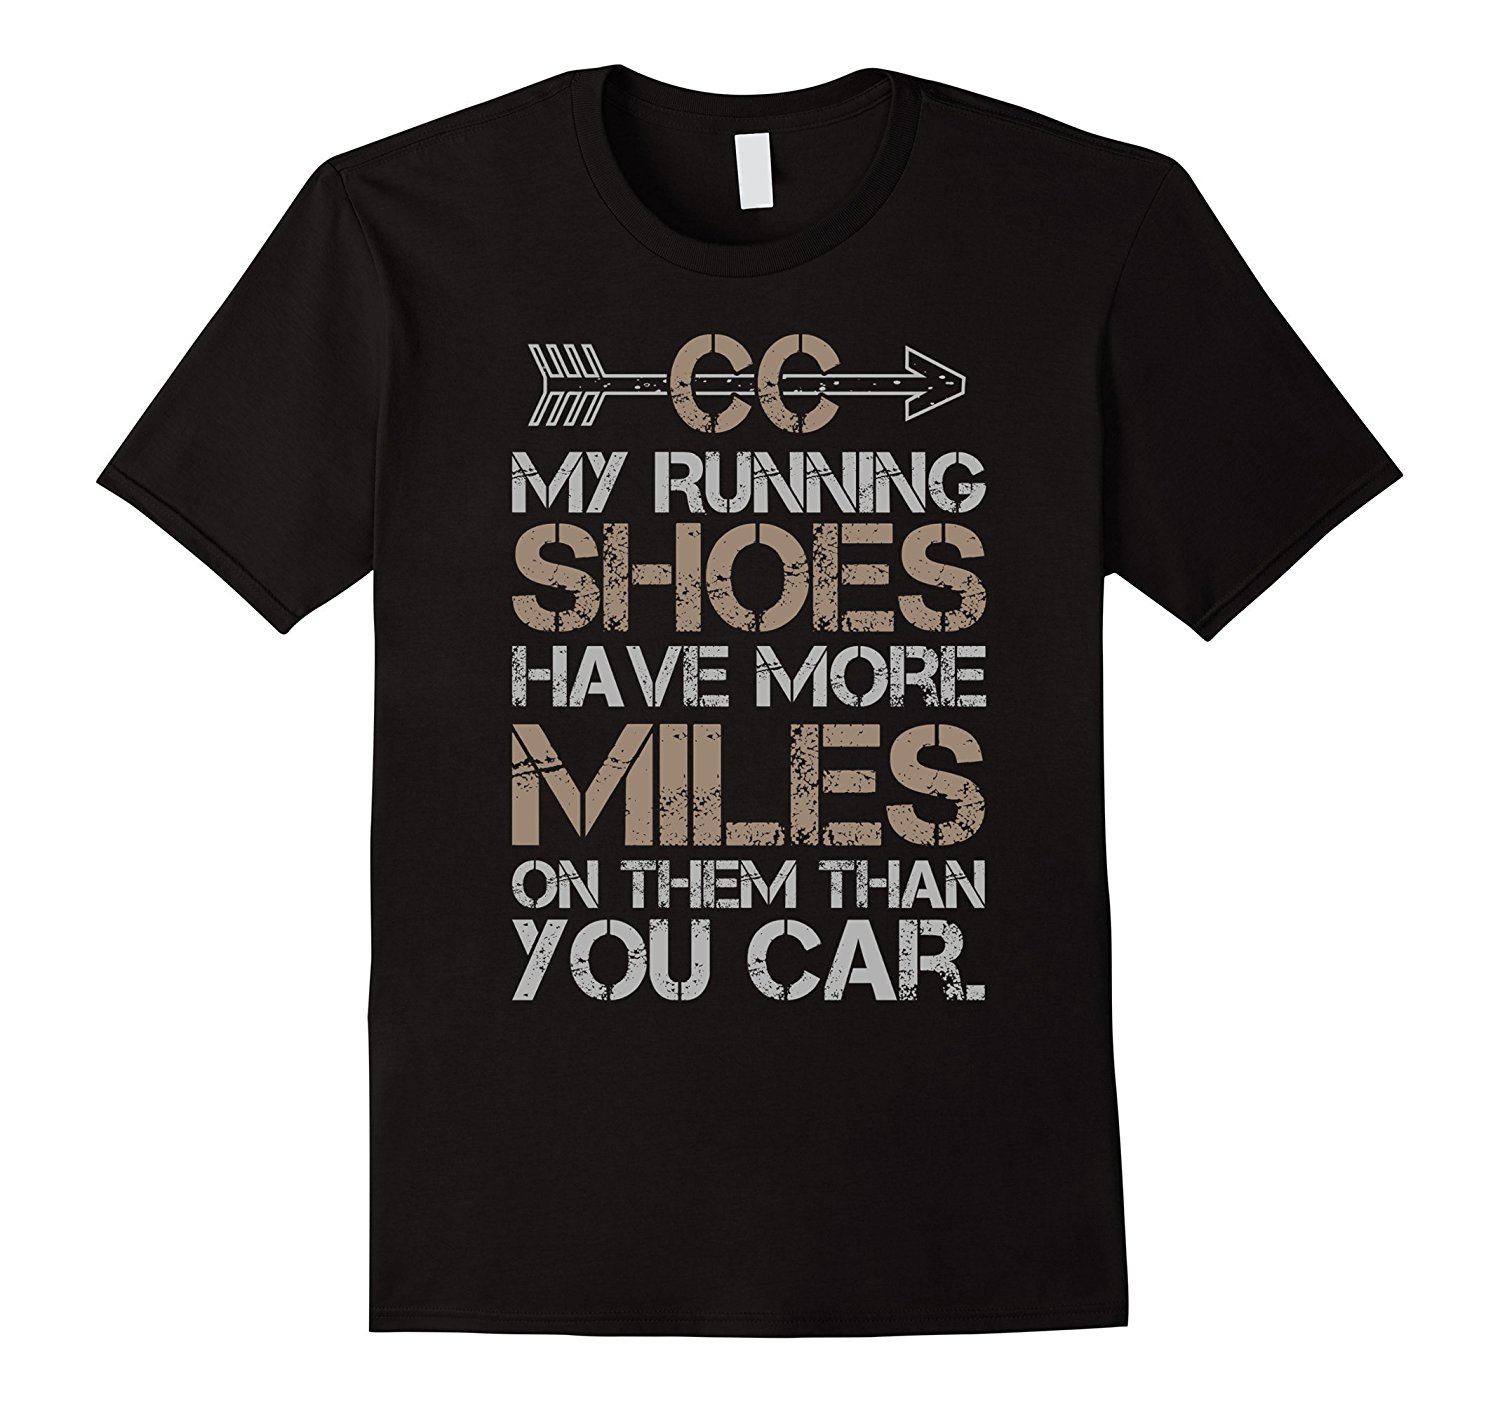 CC
MY RUNNING
SHOES
HAVE MORE
MILES
ON THEM THAN
YOU CAR.